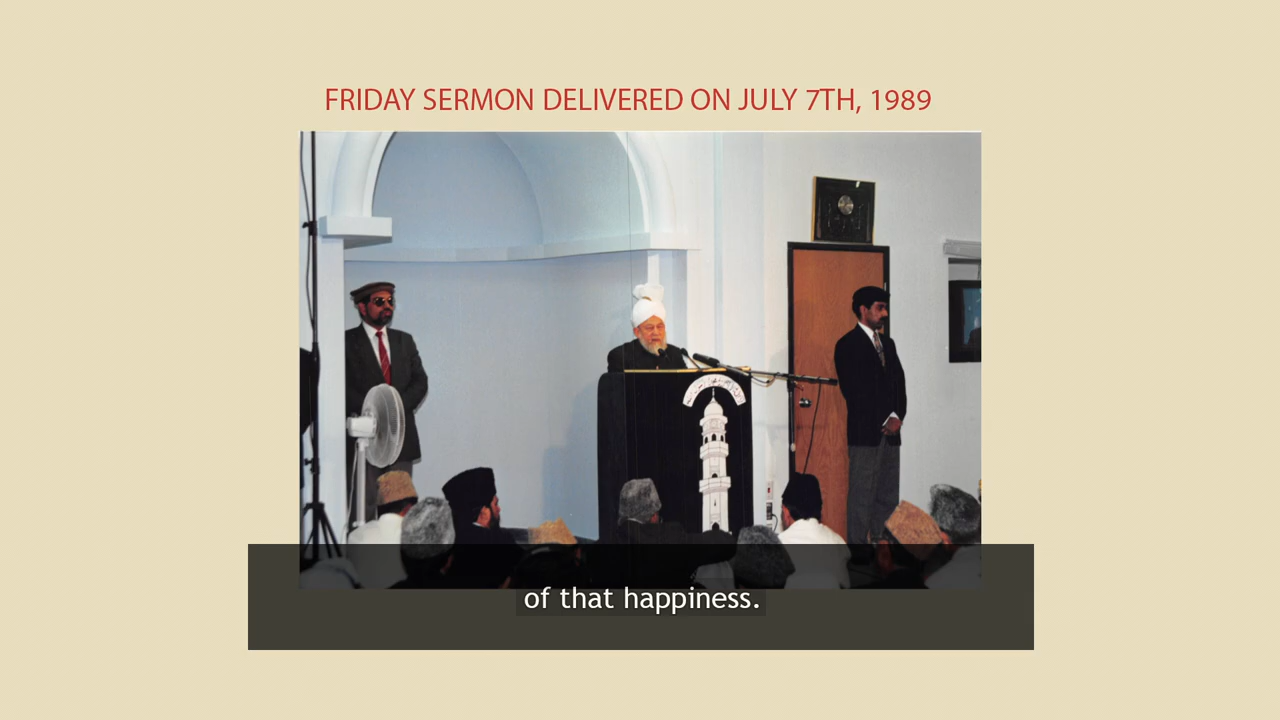 FRIDAY SERMON DELIVERED ON JULY 7TH, 1989
of that happiness.